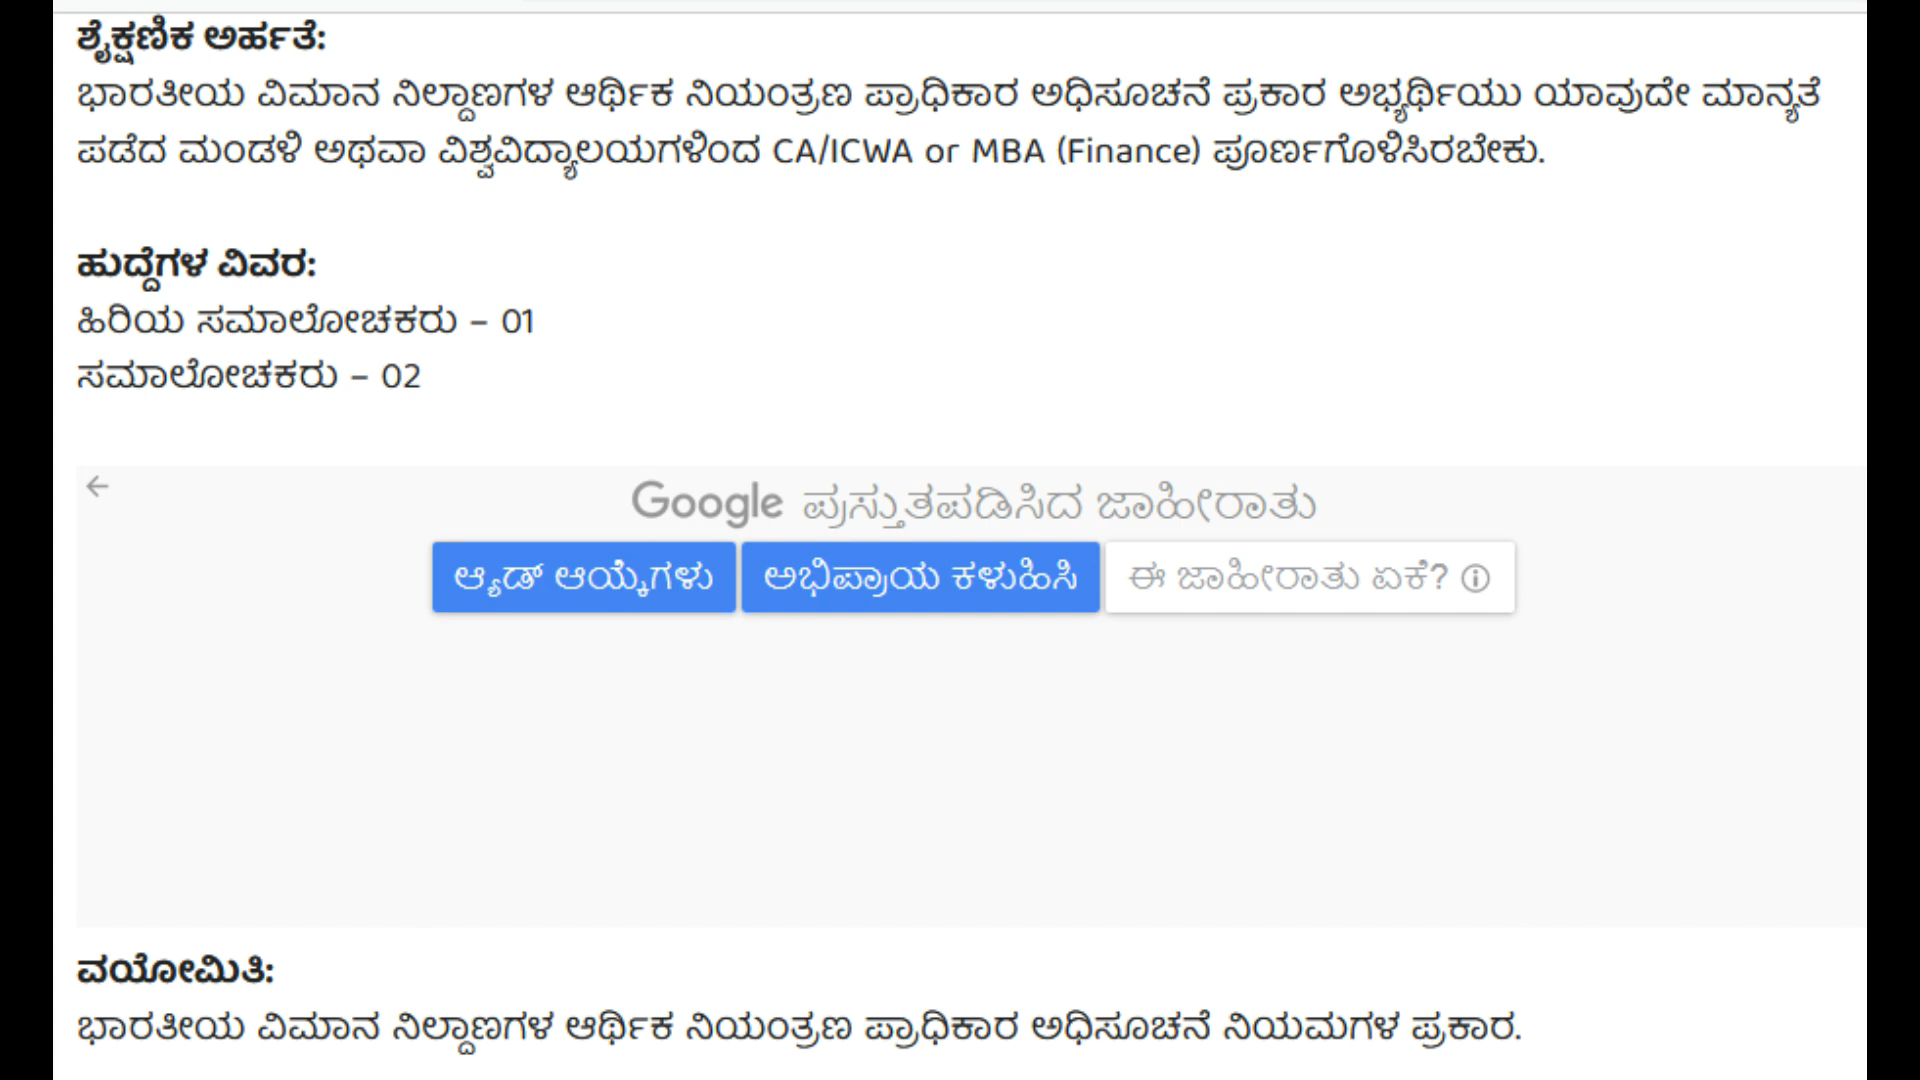 ಶೈಕ್ಷಣಿಕ ಅರ್ಹತೆ:
ಭಾರತೀಯ ವಿಮಾನ ನಿಲ್ದಾಣಗಳ ಆರ್ಥಿಕ ನಿಯಂತ್ರಣ ಪ್ರಾಧಿಕಾರ ಅಧಿಸೂಚನೆ ಪ್ರಕಾರ ಅಭ್ಯರ್ಥಿಯು ಯಾವುದೇ ಮಾನ್ಯತೆ
ಪಡೆದ ಮಂಡಳಿ ಅಥವಾ ವಿಶ್ವವಿದ್ಯಾಲಯಗಳಿಂದ CA/ICWA or MBA (Finance) ಪೂರ್ಣಗೊಳಿಸಿರಬೇಕು.
ಹುದ್ದೆಗಳ ವಿವರ:
ಹಿರಿಯ ಸಮಾಲೋಚಕರು – 01
ಸಮಾಲೋಚಕರು – 02
Google ಪ್ರಸ್ತುತಪಡಿಸಿದ ಜಾಹೀರಾತು
ಆ್ಯಡ್ ಆಯ್ಕೆಗಳು ಅಭಿಪ್ರಾಯ ಕಳುಹಿಸಿ ಈ ಜಾಹೀರಾತು ಏಕೆ?
ವಯೋಮಿತಿ:
ಭಾರತೀಯ ವಿಮಾನ ನಿಲ್ದಾಣಗಳ ಆರ್ಥಿಕ ನಿಯಂತ್ರಣ ಪ್ರಾಧಿಕಾರ ಅಧಿಸೂಚನೆ ನಿಯಮಗಳ ಪ್ರಕಾರ.